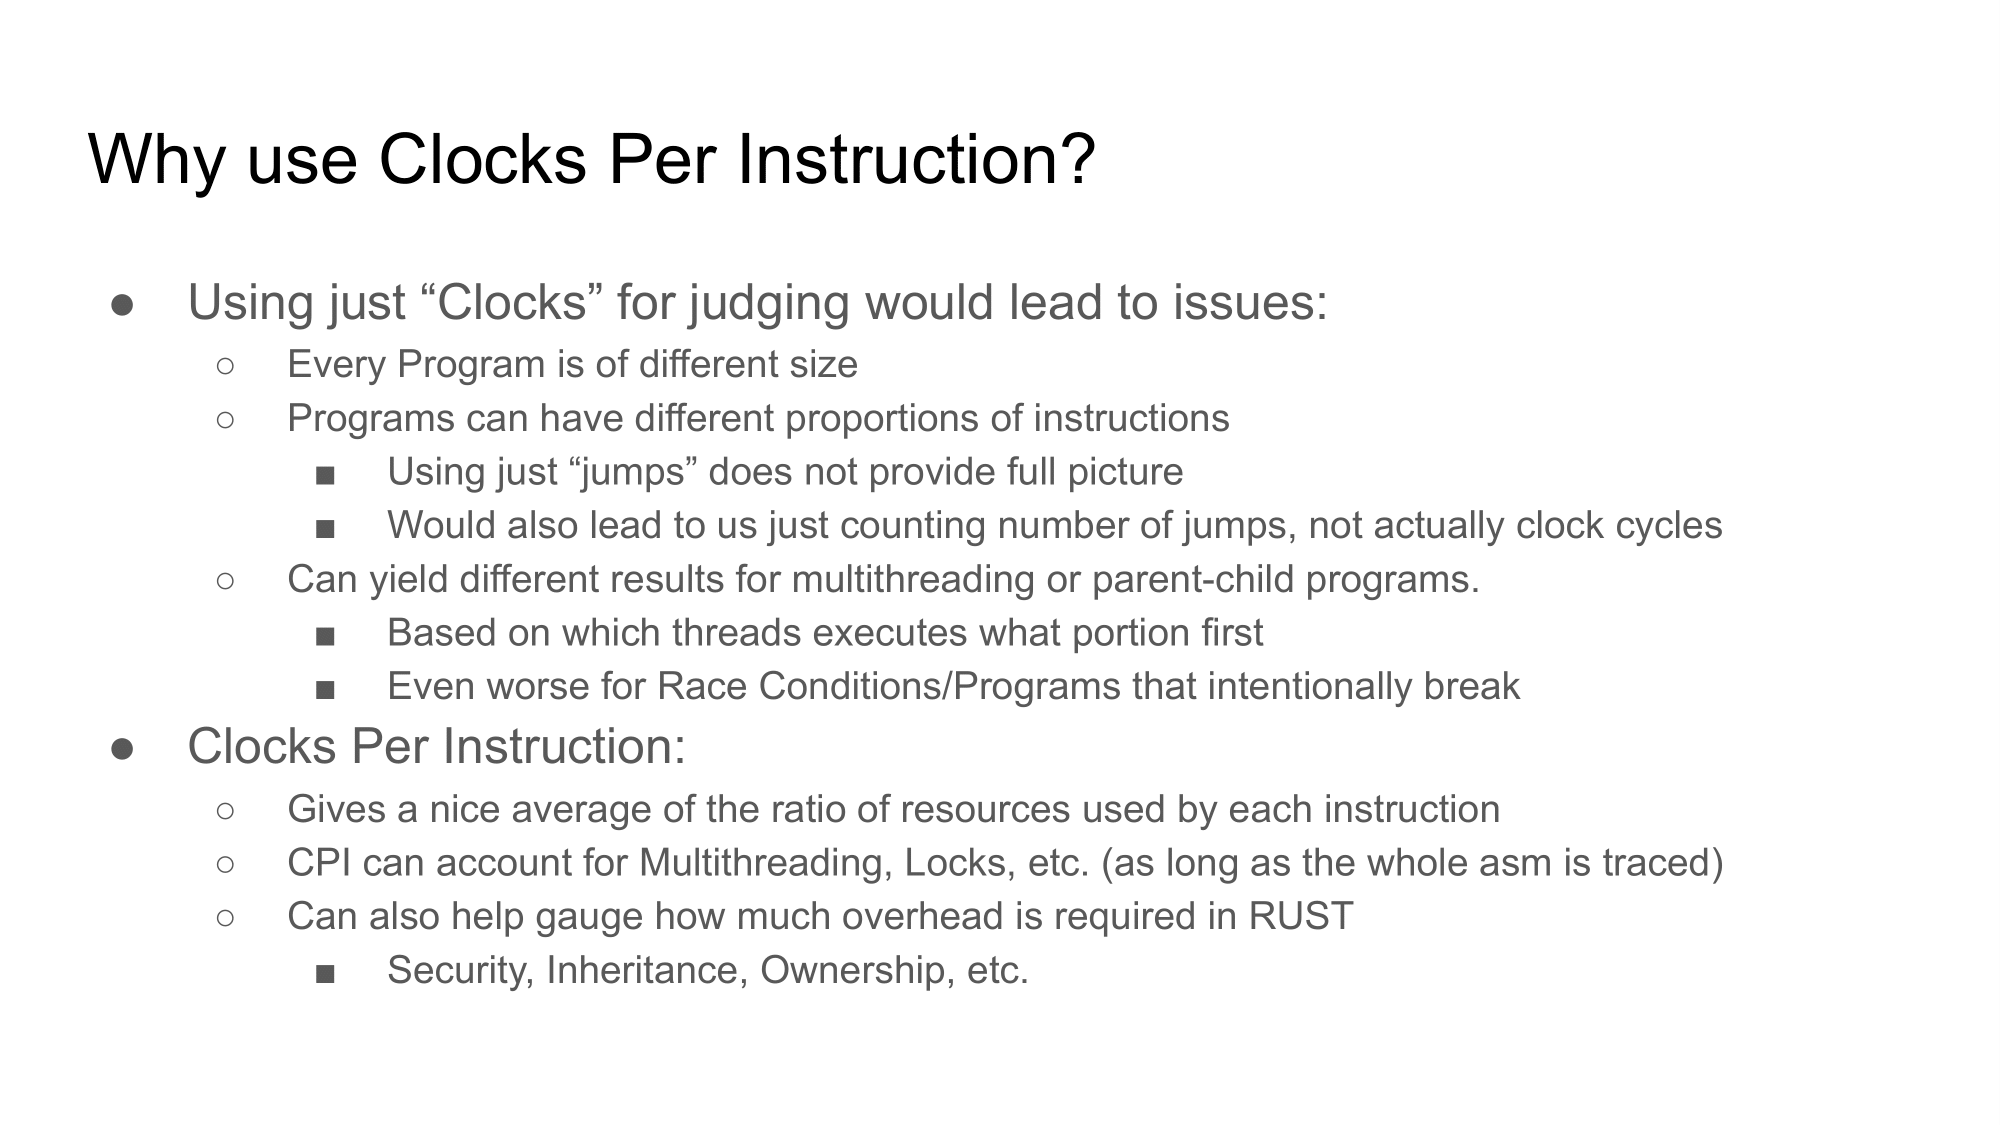 Why use Clocks Per Instruction?
● Using just “Clocks” for judging would lead to issues:
○ Every Program is of different size
○ Programs can have different proportions of instructions
■ Using just “jumps” does not provide full picture
■ Would also lead to us just counting number of jumps, not actually clock cycles
○ Can yield different results for multithreading or parent-child programs.
■ Based on which threads executes what portion first
■ Even worse for Race Conditions/Programs that intentionally break
● Clocks Per Instruction:
○ Gives a nice average of the ratio of resources used by each instruction
○ CPI can account for Multithreading, Locks, etc. (as long as the whole asm is traced)
○ Can also help gauge how much overhead is required in RUST
■ Security, Inheritance, Ownership, etc.